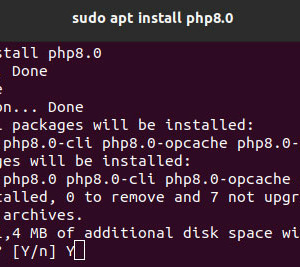 sudo apt install php8.0
stall php8.0
Done
e
on... Done
l packages will be installed:
php8.0-cli php8.0-opcache php8.0-
ges will be installed:
php8.0 php8.0-cli php8.0-opcache
talled, 0 to remove and 7 not upgr
archives.
,4 MB of additional disk space wi
? [Y/n] Y